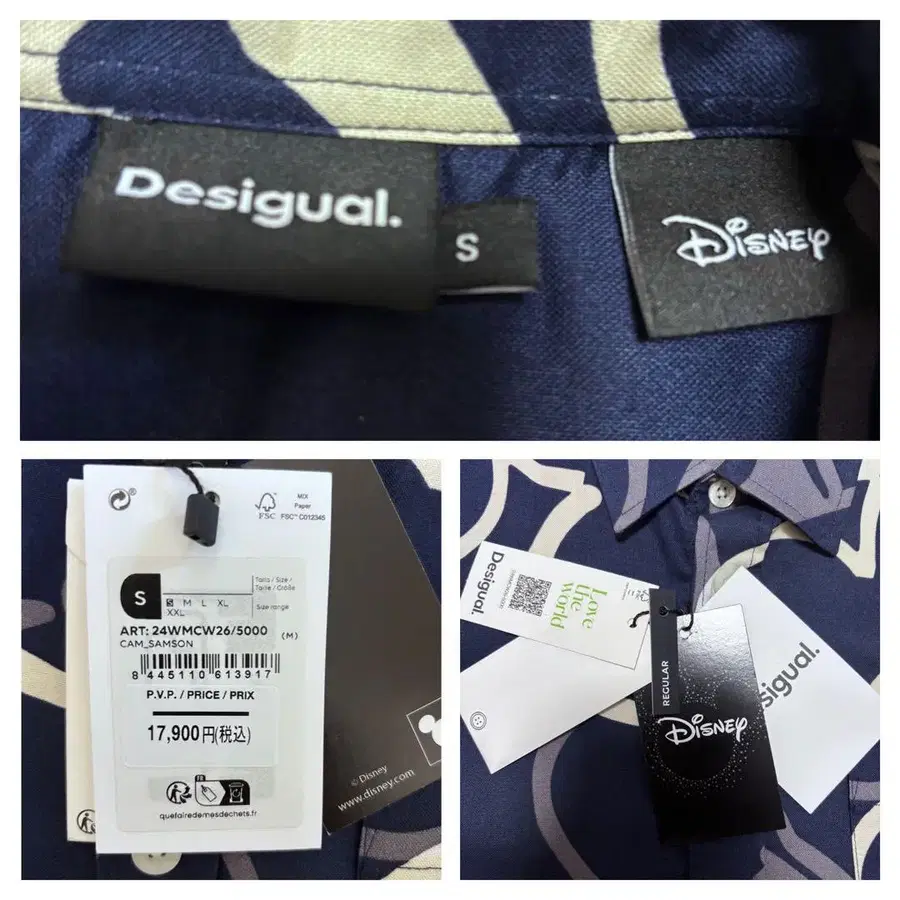 Desigual.
S
Disney
MIX
Paper
FSC
FSC™ C012345
S
Talla / Size /
Taille / Größe
S M L XL
XXL
Size range
ART: 24WMCW26/5000 (M)
CAM_SAMSON
8 445110 613917
P.V.P. / PRICE / PRIX
17,900円(税込)
quefairedemesdechets.fr
© Disney
www.disney.com
Desigual.
Love
the
world
REGULAR
Disney
sigual.